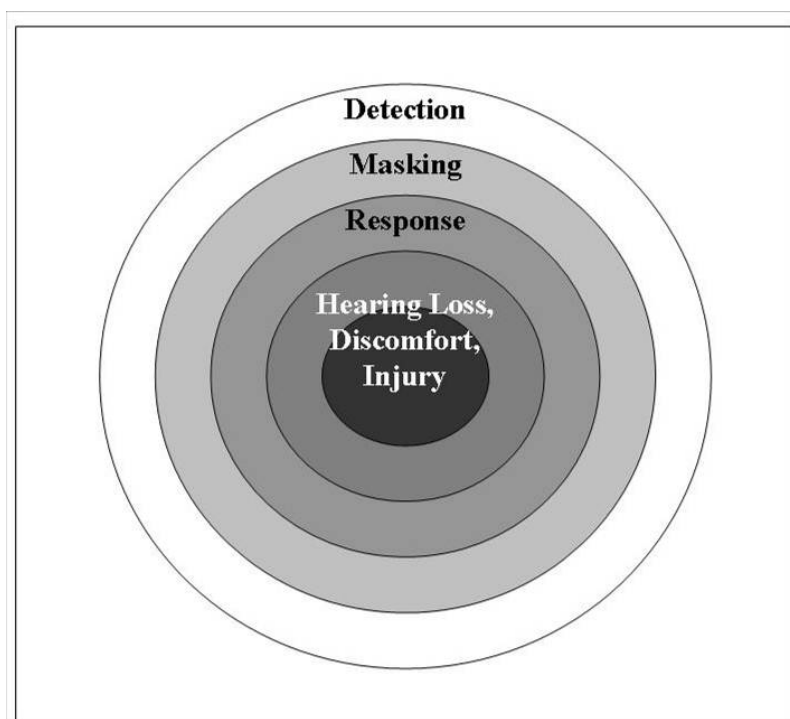 Detection
Masking
Response
Hearing Loss,
Discomfort,
Injury